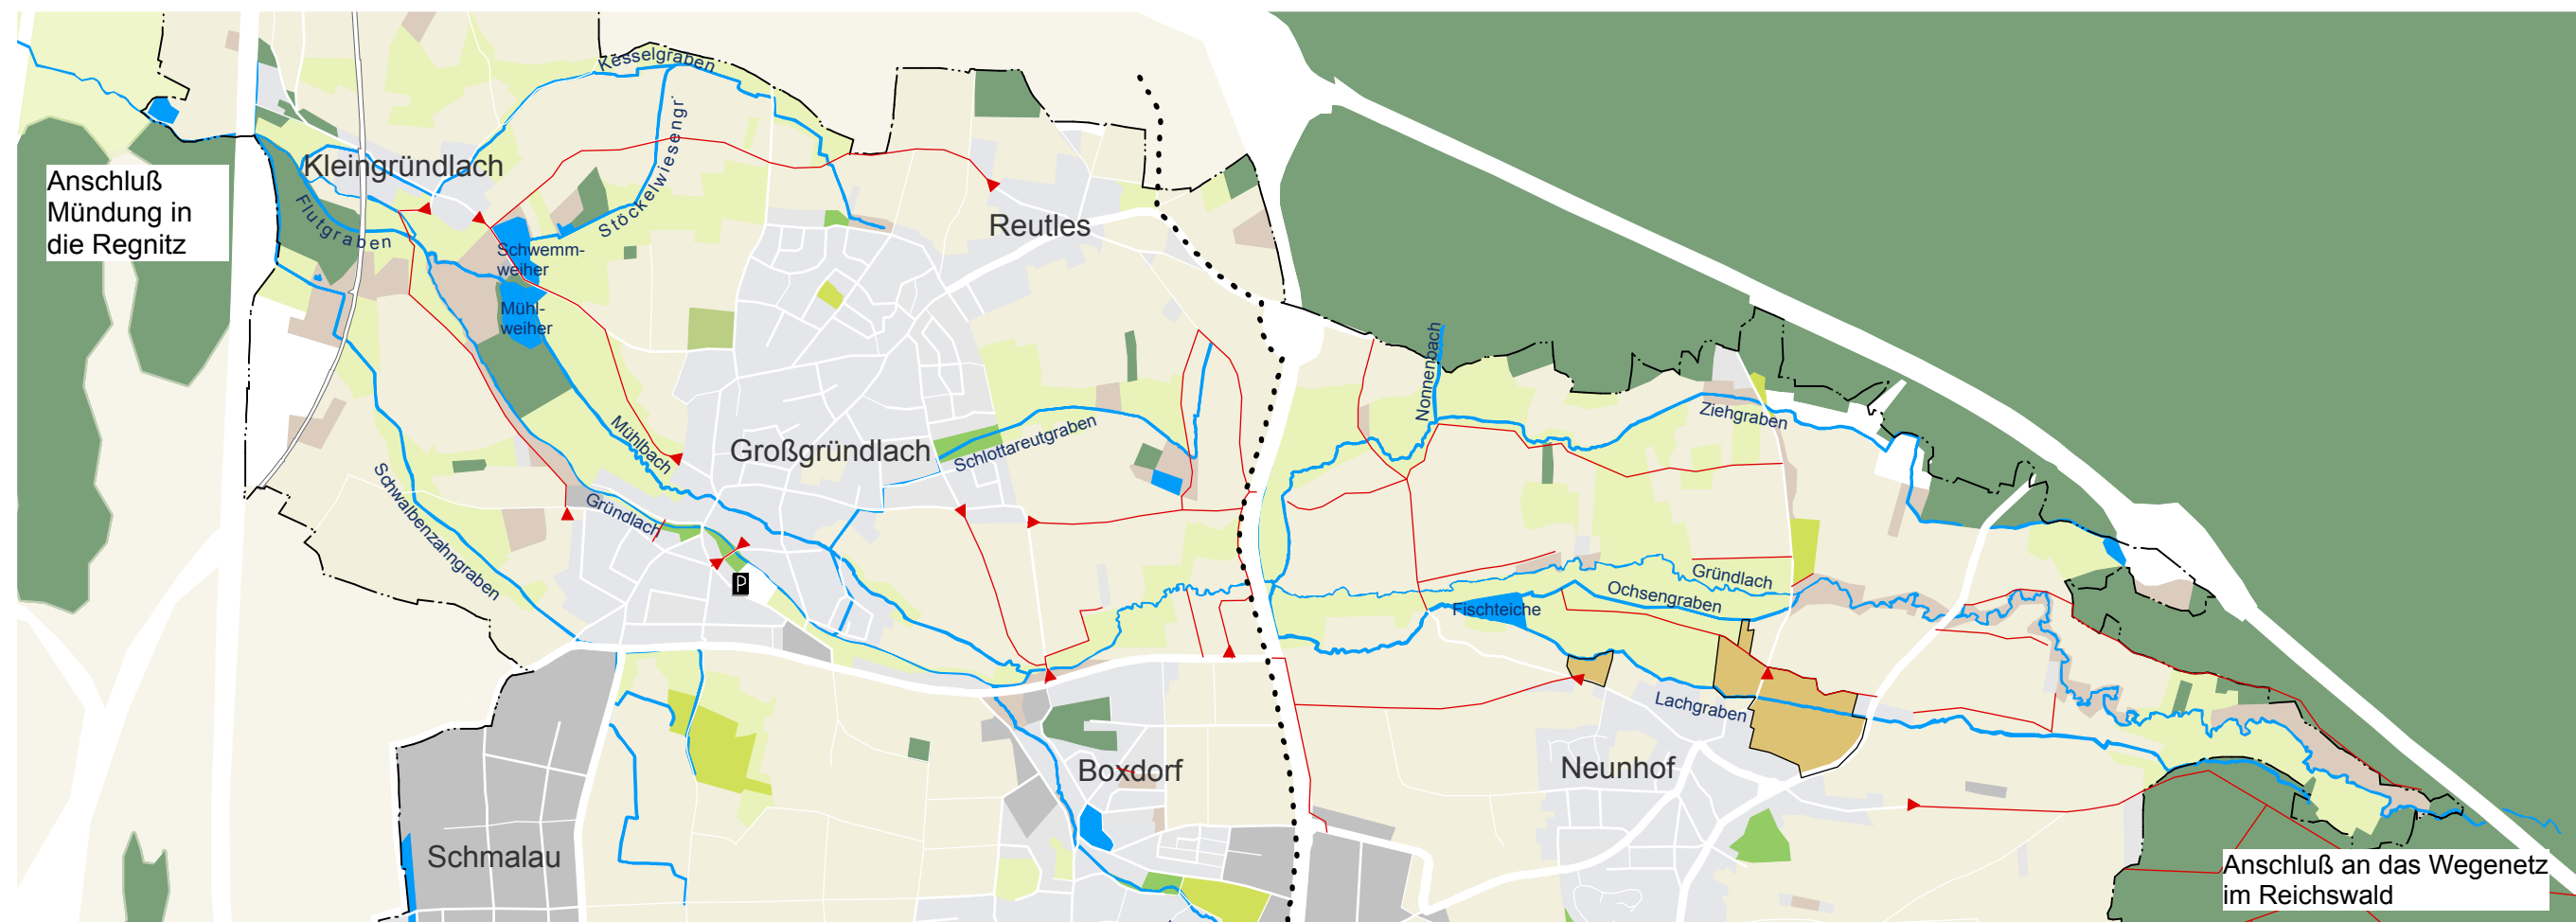 Kesselgraben
Stöckelwiesengr.
Kleingründlach
Anschluß
Mündung in
die Regnitz
Flutgraben
Reutles
Schwemm-
weiher
Mühl-
weiher
Nonnenbach
Ziehgraben
Mühlbach
Großgründlach
Schlottareutgraben
Schwalbenzahngraben
Gründlach
P
Gründlach
Ochsengraben
Fischteiche
Lachgraben
Boxdorf
Neunhof
Schmalau
Anschluß an das Wegenetz
im Reichswald